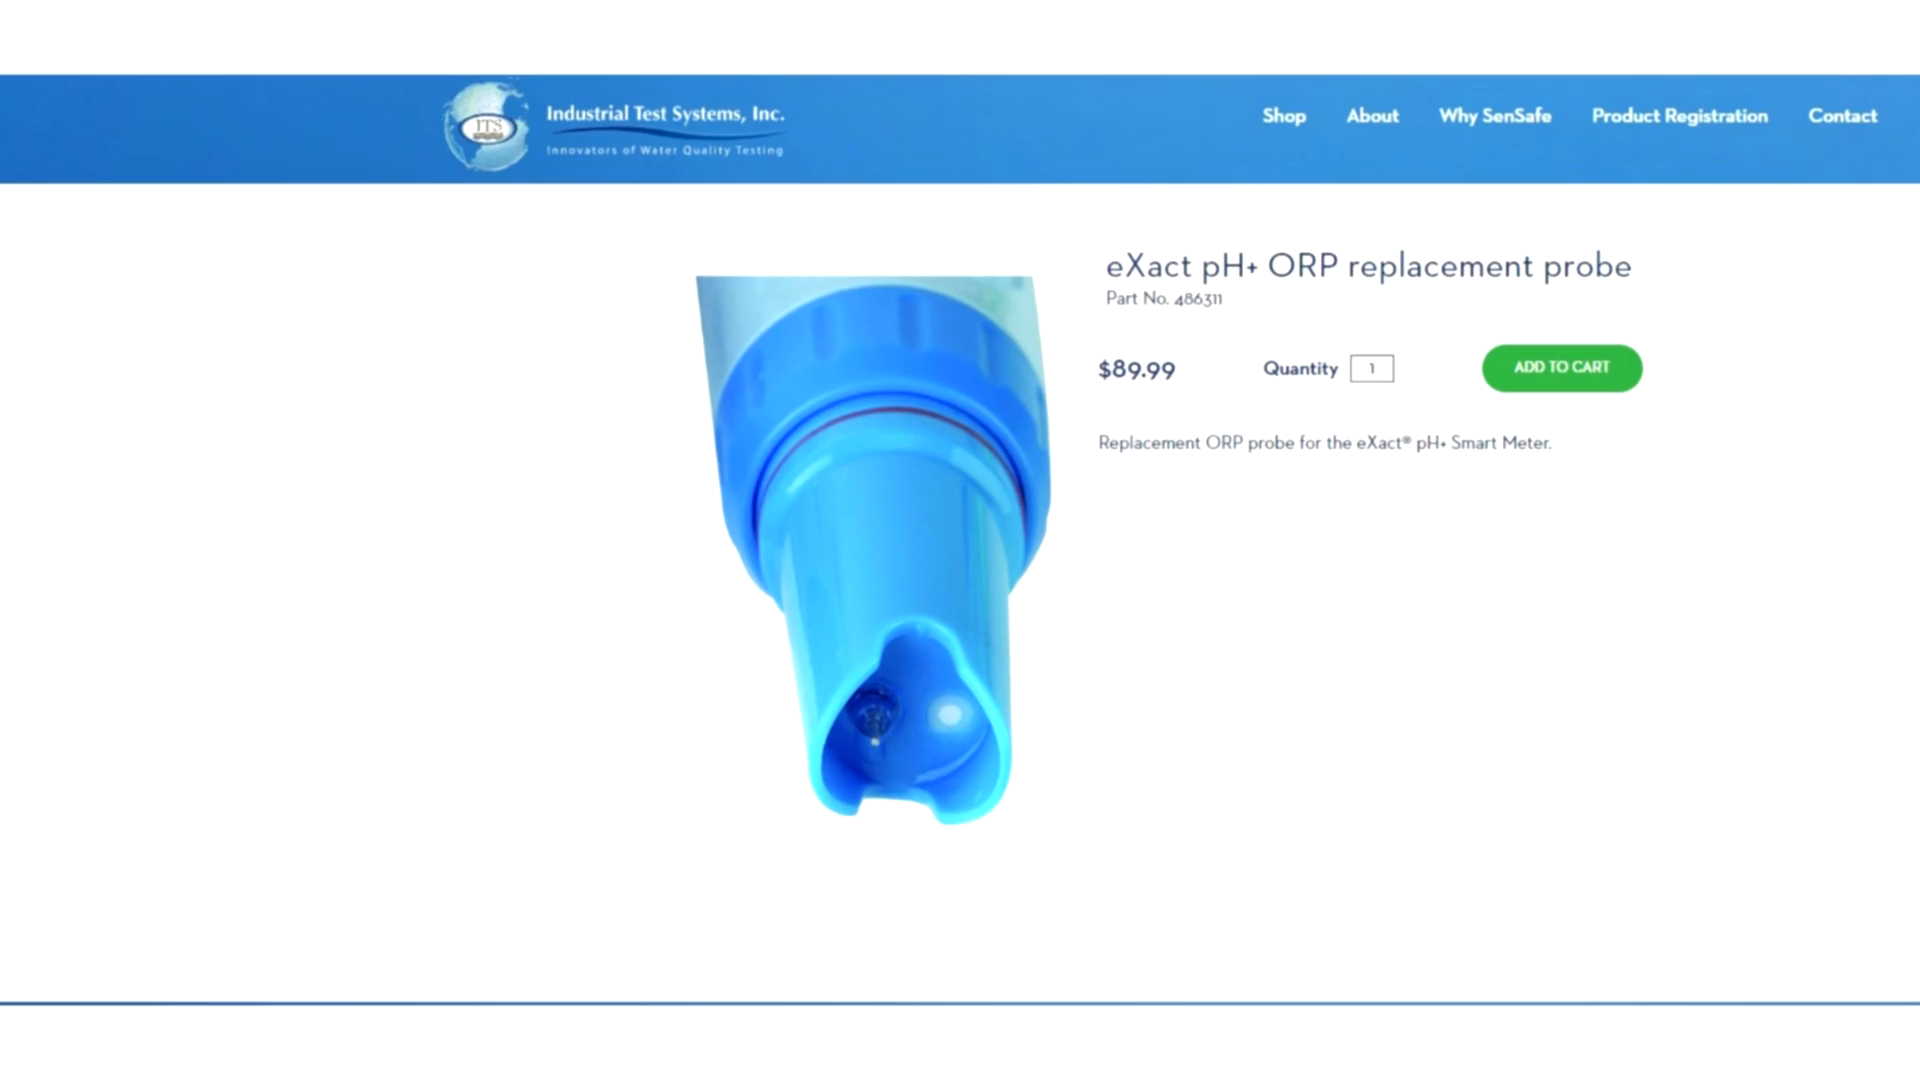 ITS
Industrial Test Systems, Inc.
Innovators of Water Quality Testing
Shop
About
Why SenSafe
Product Registration
Contact
eXact pH+ ORP replacement probe
Part No. 486311
$89.99
Quantity
1
ADD TO CART
Replacement ORP probe for the eXact® pH+ Smart Meter.